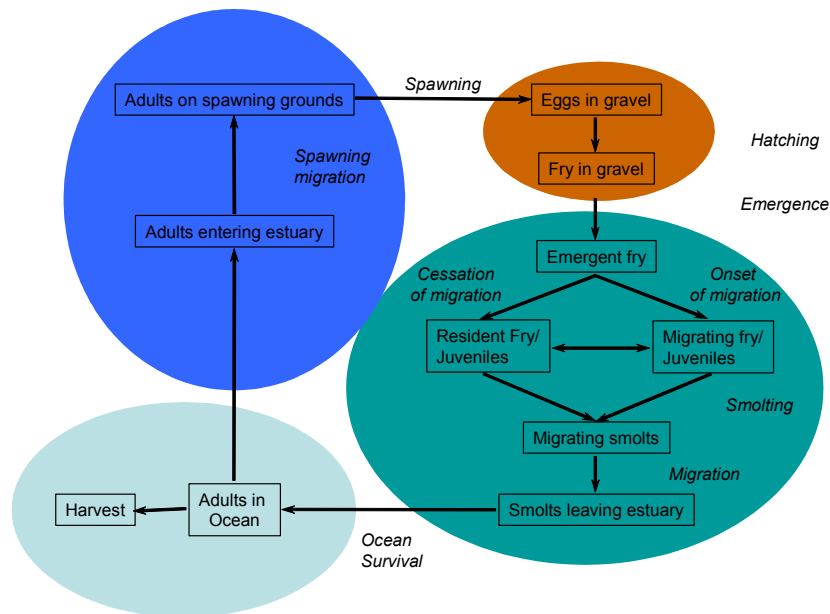 Spawning
Adults on spawning grounds
Eggs in gravel
Hatching
Spawning
migration
Fry in gravel
Emergence
Adults entering estuary
Emergent fry
Cessation
of migration
Onset
of migration
Resident Fry/
Juveniles
Migrating fry/
Juveniles
Smolting
Migrating smolts
Migration
Harvest
Adults in
Ocean
Smolts leaving estuary
Ocean
Survival